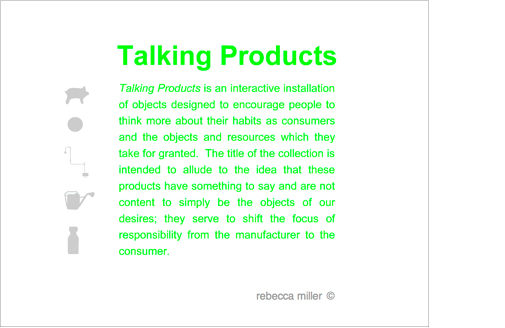 Talking Products
Talking Products is an interactive installation
of objects designed to encourage people to
think more about their habits as consumers
and the objects and resources which they
take for granted. The title of the collection is
intended to allude to the idea that these
products have something to say and are not
content to simply be the objects of our
desires; they serve to shift the focus of
responsibility from the manufacturer to the
consumer.
rebecca miller ©